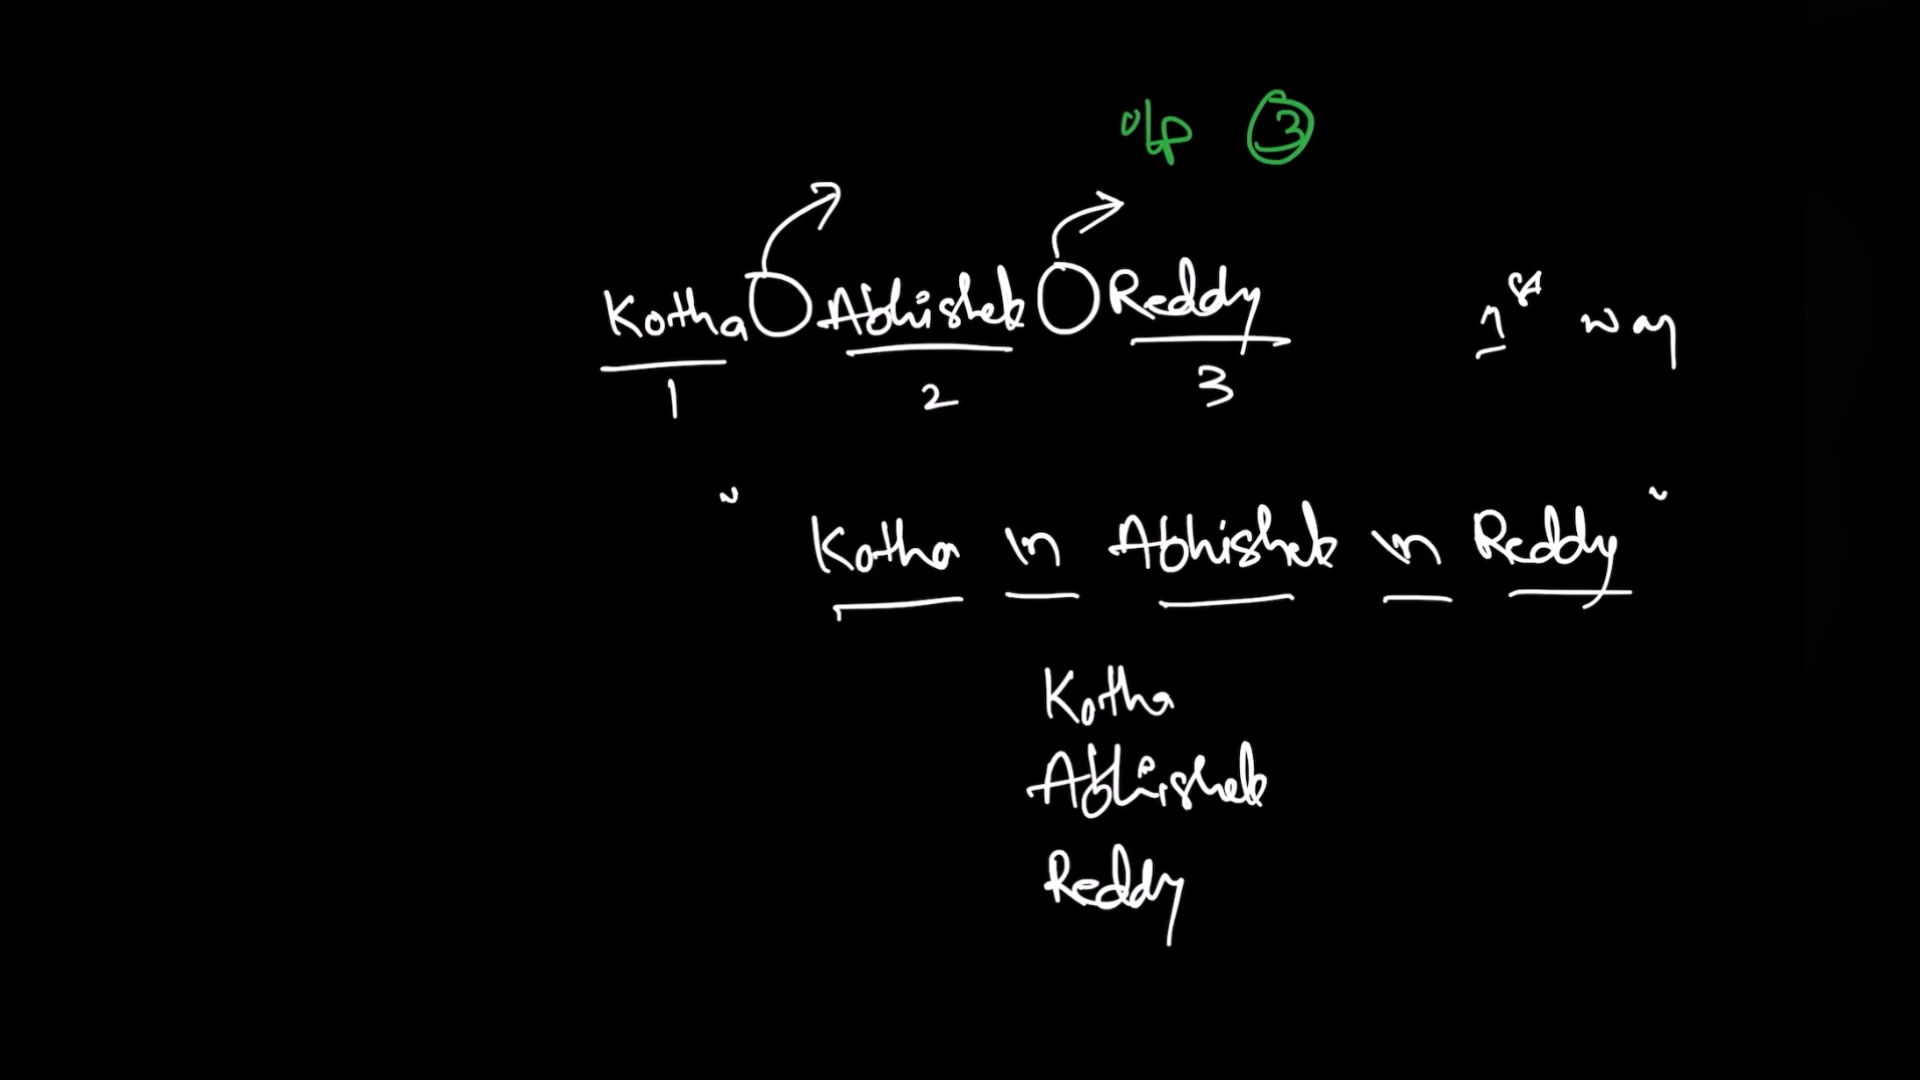 o/p 3
Kotha Abhishek Reddy 1st way
1 2 3
" Kotha \n Abhishek \n Reddy "
Kotha
Abhishek
Reddy